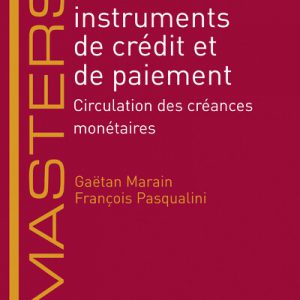 MASTERS
instruments
de crédit et
de paiement
Circulation des créances
monétaires
Gaëtan Marain
François Pasqualini